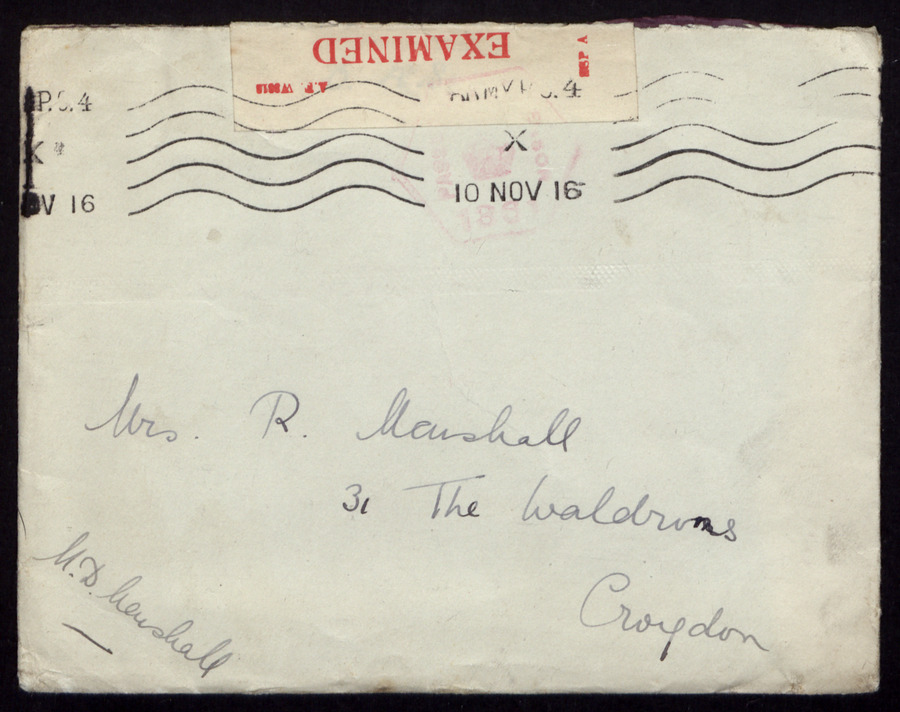 EXAMINED
P.C.4
X
10 NOV 16
V 16
Mrs. R. Marshall
31 The Waldrons
Croydon
M.D. Marshall